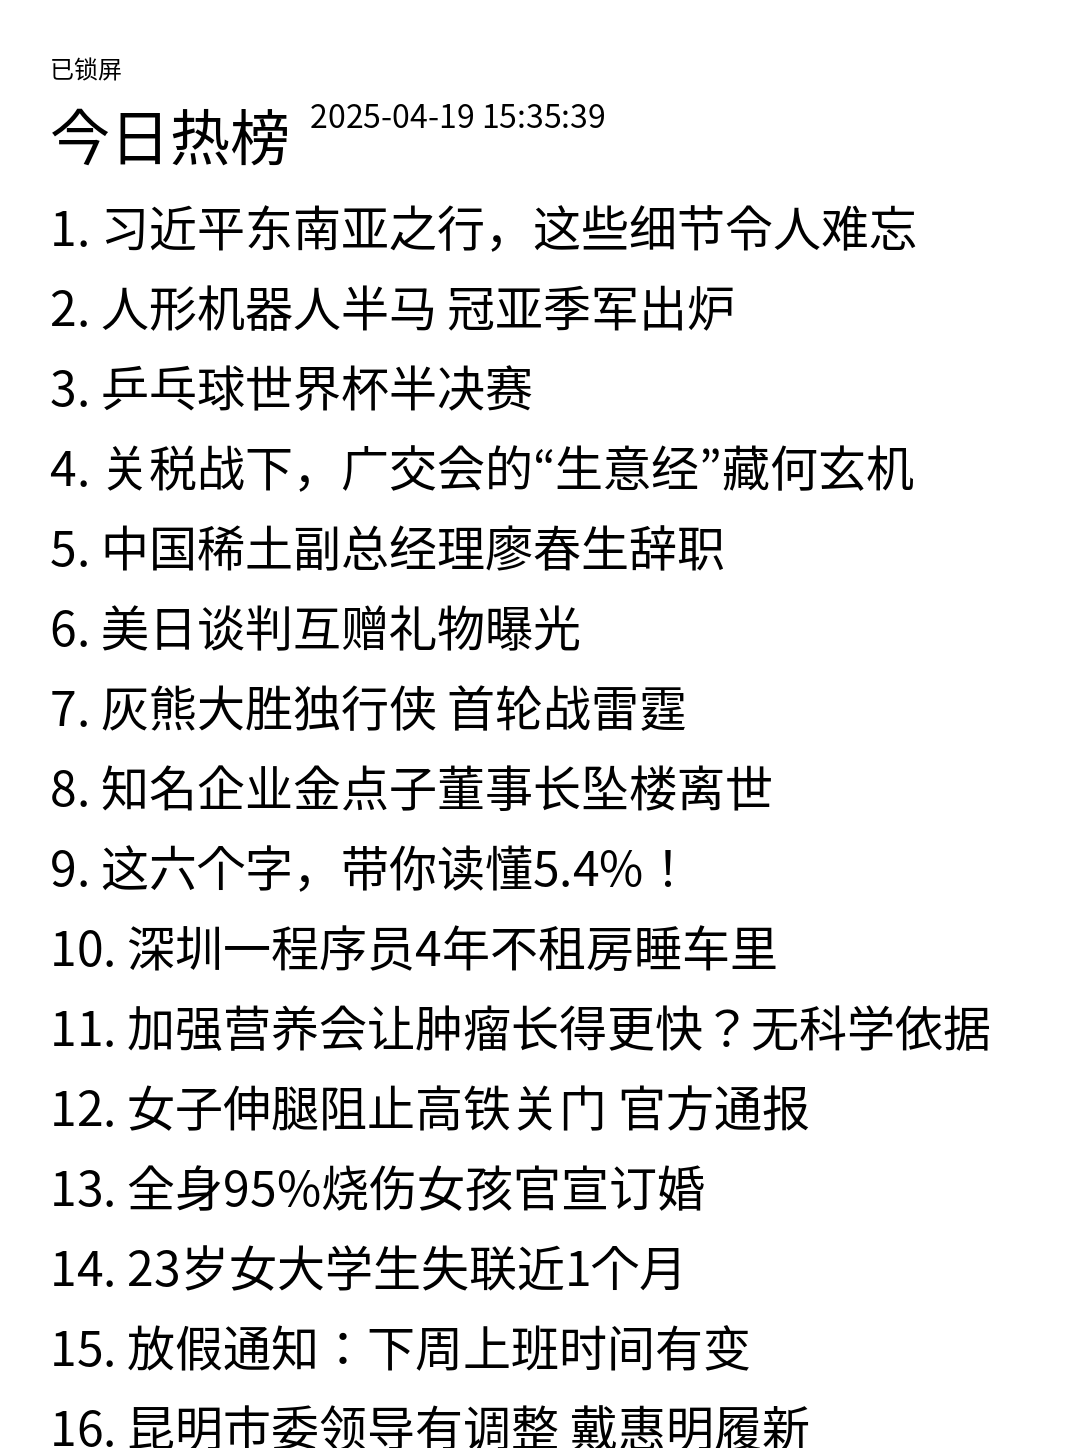 已锁屏
今日热榜 2025-04-19 15:35:39
1. 习近平东南亚之行，这些细节令人难忘
2. 人形机器人半马 冠亚季军出炉
3. 乒乓球世界杯半决赛
4. 关税战下，广交会的“生意经”藏何玄机
5. 中国稀土副总经理廖春生辞职
6. 美日谈判互赠礼物曝光
7. 灰熊大胜独行侠 首轮战雷霆
8. 知名企业金点子董事长坠楼离世
9. 这六个字，带你读懂5.4%！
10. 深圳一程序员4年不租房睡车里
11. 加强营养会让肿瘤长得更快？无科学依据
12. 女子伸腿阻止高铁关门 官方通报
13. 全身95%烧伤女孩官宣订婚
14. 23岁女大学生失联近1个月
15. 放假通知：下周上班时间有变
16. 昆明市委领导有调整 戴惠明履新